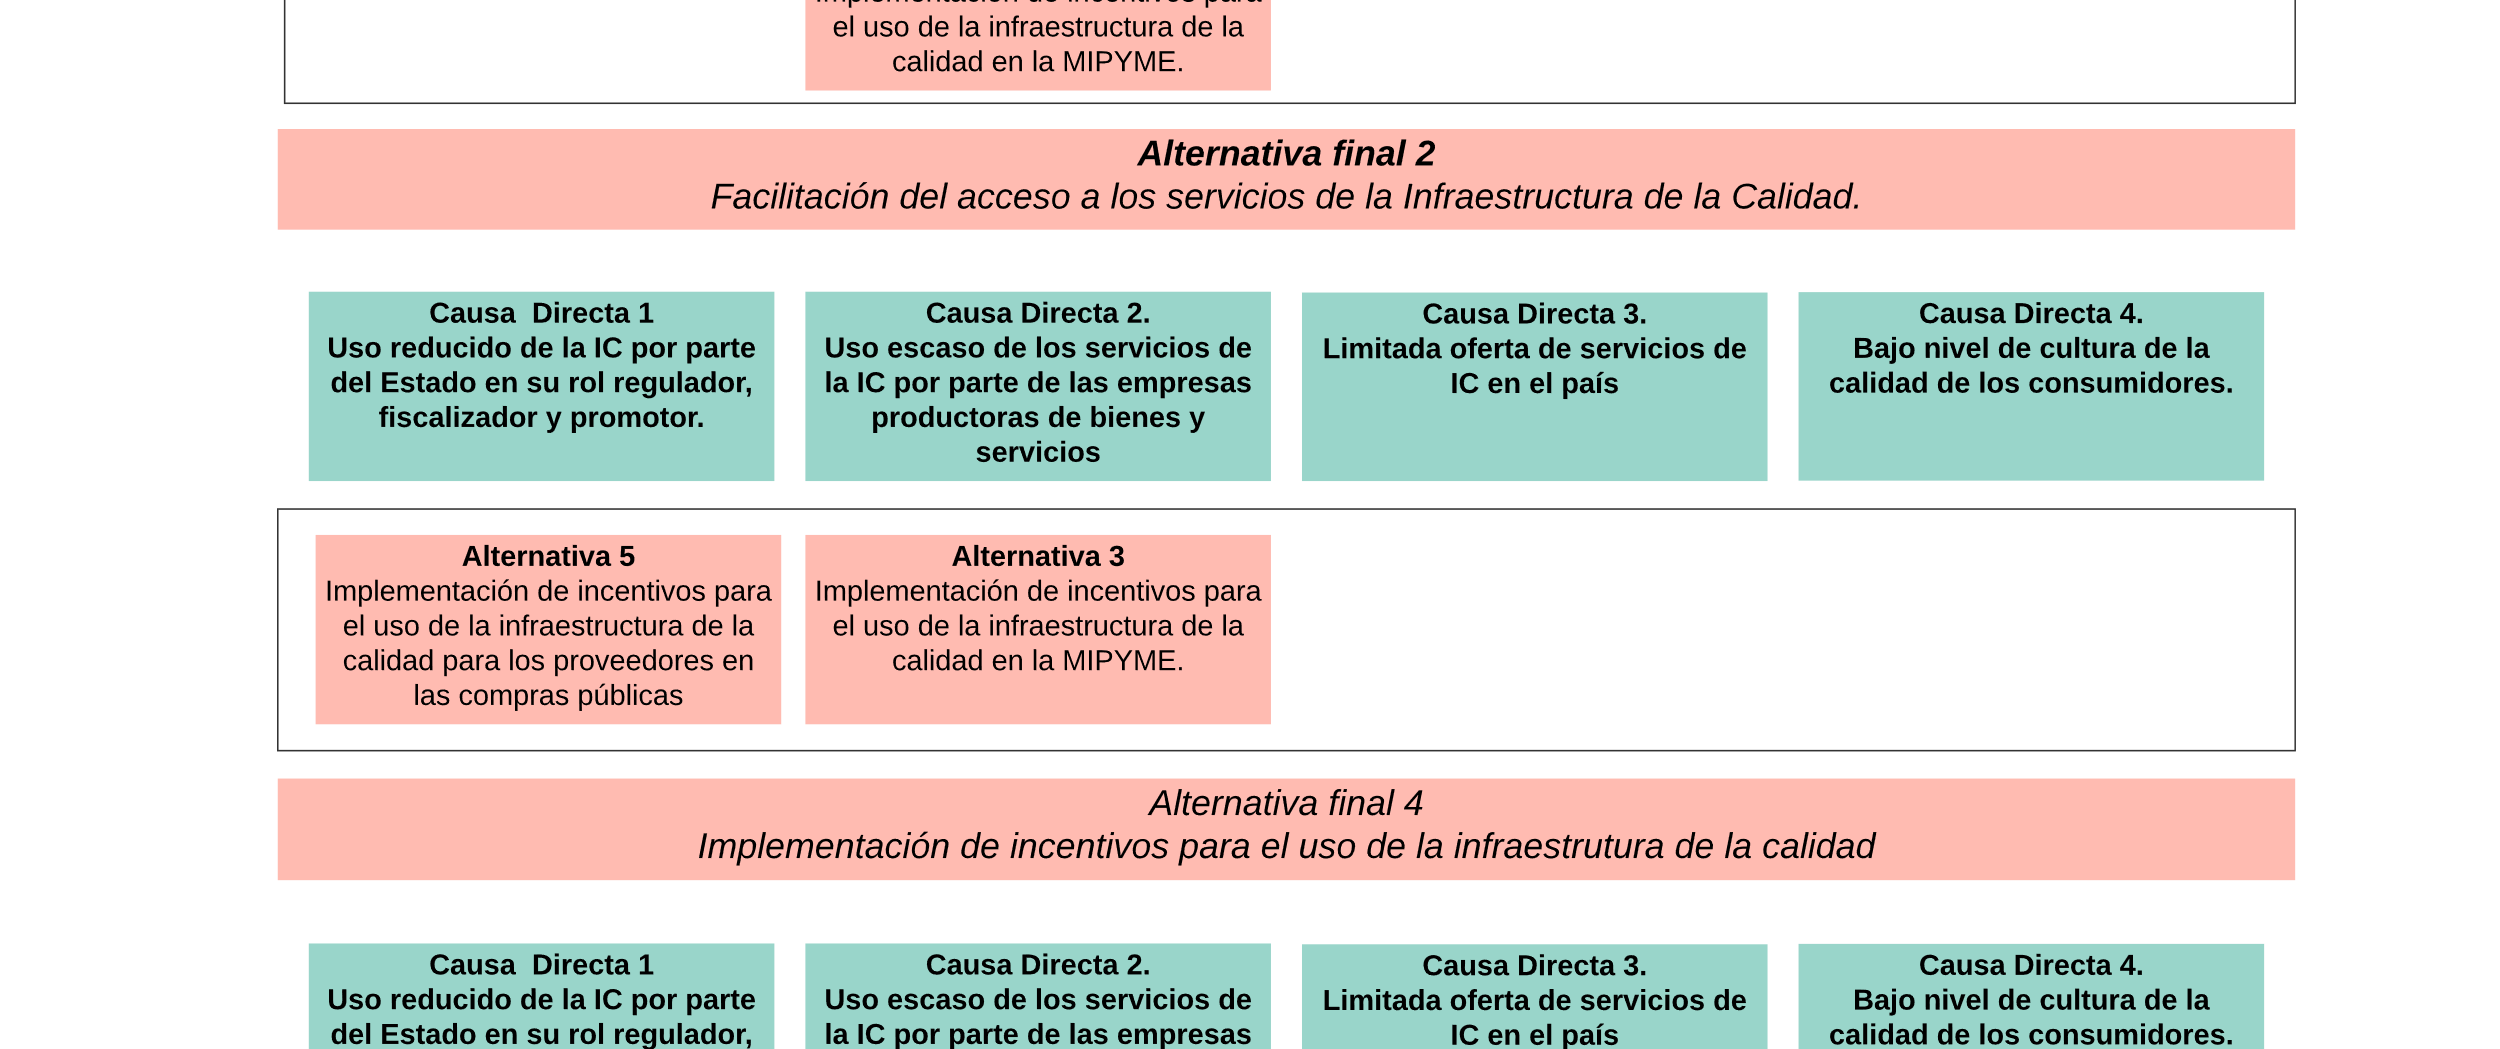 Implementación de incentivos para
el uso de la infraestructura de la
calidad en la MIPYME.
Alternativa final 2
Facilitación del acceso a los servicios de la Infraestructura de la Calidad.
Causa  Directa 1
Uso reducido de la IC por parte
del Estado en su rol regulador,
fiscalizador y promotor.
Causa Directa 2.
Uso escaso de los servicios de
la IC por parte de las empresas
productoras de bienes y
servicios
Causa Directa 3.
Limitada oferta de servicios de
IC en el país
Causa Directa 4.
Bajo nivel de cultura de la
calidad de los consumidores.
Alternativa 5
Implementación de incentivos para
el uso de la infraestructura de la
calidad para los proveedores en
las compras públicas
Alternativa 3
Implementación de incentivos para
el uso de la infraestructura de la
calidad en la MIPYME.
Alternativa final 4
Implementación de incentivos para el uso de la infraestrutura de la calidad
Causa  Directa 1
Uso reducido de la IC por parte
del Estado en su rol regulador,
Causa Directa 2.
Uso escaso de los servicios de
la IC por parte de las empresas
Causa Directa 3.
Limitada oferta de servicios de
IC en el país
Causa Directa 4.
Bajo nivel de cultura de la
calidad de los consumidores.